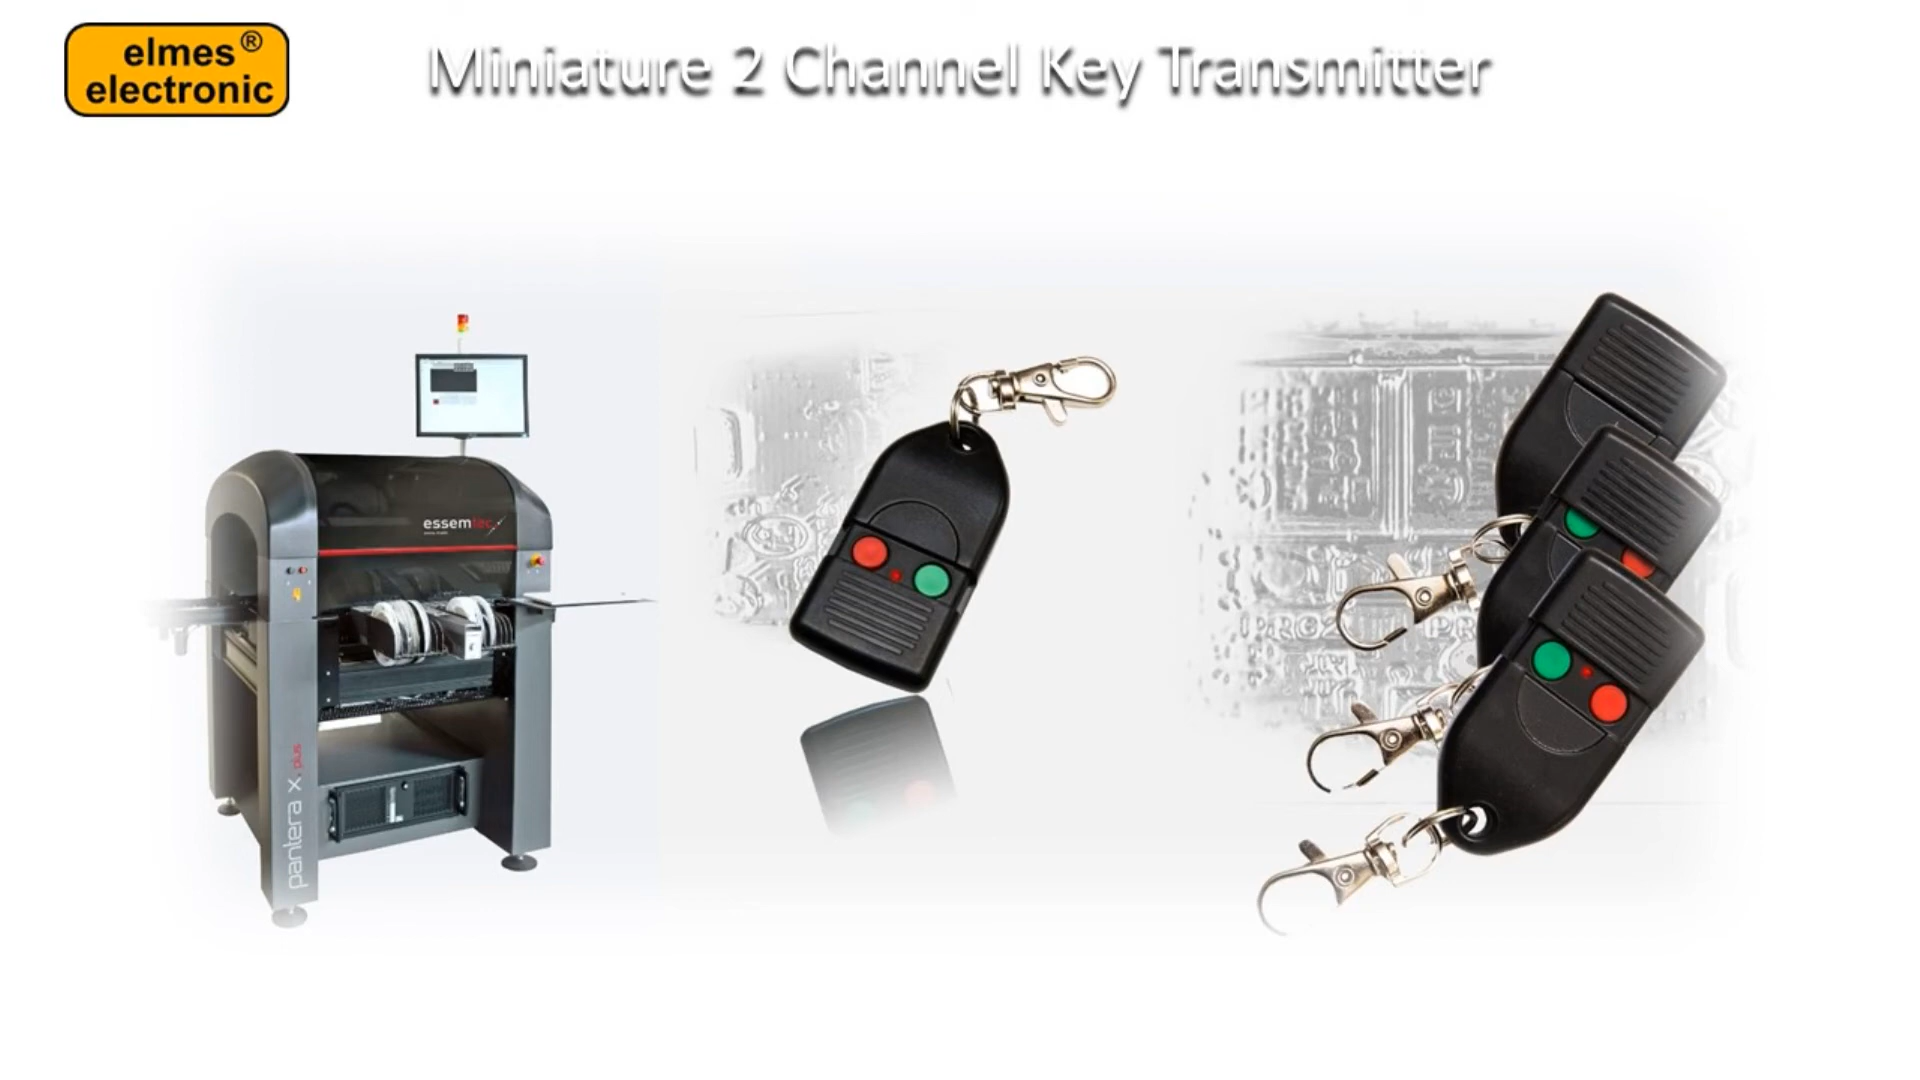 elmes®
electronic
Miniature 2 Channel Key Transmitter
essemtec
pantera x plus